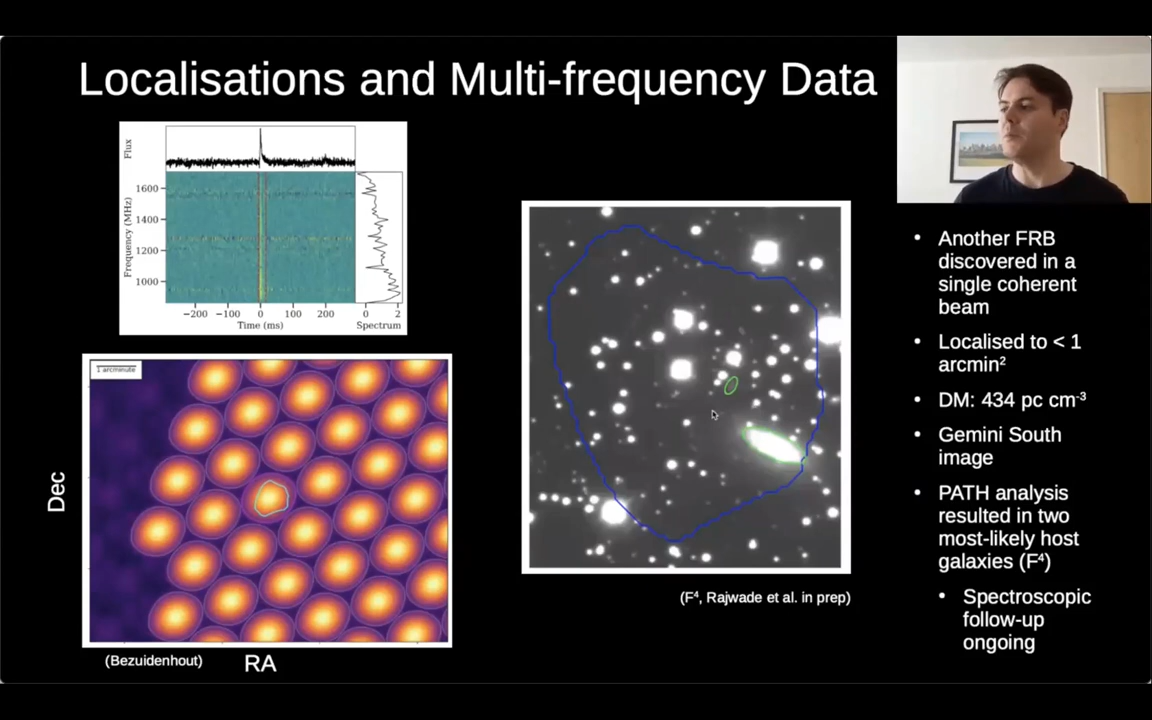 Localisations and Multi-frequency Data
Flux
Frequency (MHz)
1600
1400
1200
1000
−200 −100 0 100 200
Time (ms)
0 2
Spectrum
1 arcminute
Dec
(Bezuidenhout)
RA
(F⁴, Rajwade et al. in prep)
• Another FRB
discovered in a
single coherent
beam
• Localised to < 1
arcmin²
• DM: 434 pc cm⁻³
• Gemini South
image
• PATH analysis
resulted in two
most-likely host
galaxies (F⁴)
• Spectroscopic
follow-up
ongoing